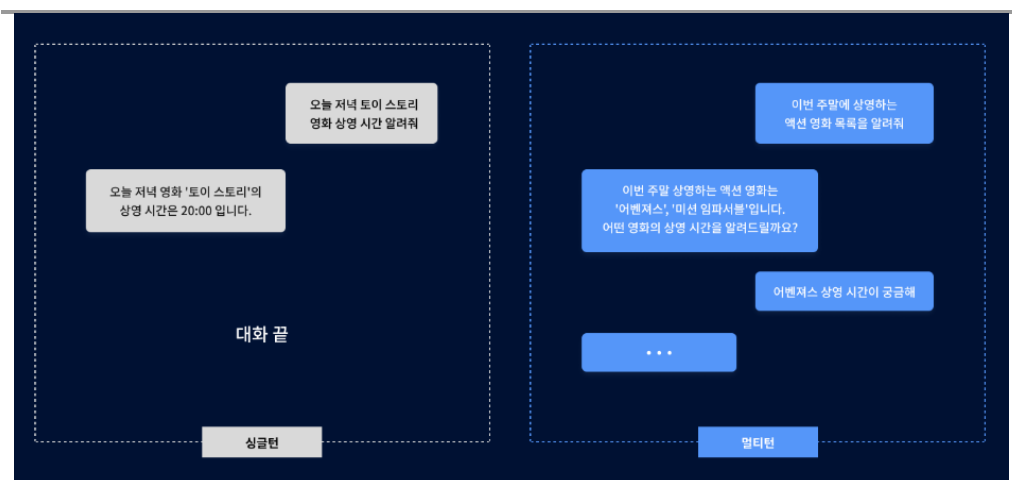 오늘 저녁 토이 스토리
영화 상영 시간 알려줘
오늘 저녁 영화 '토이 스토리'의
상영 시간은 20:00 입니다.
대화 끝
싱글턴
이번 주말에 상영하는
액션 영화 목록을 알려줘
이번 주말 상영하는 액션 영화는
'어벤져스', '미션 임파서블'입니다.
어떤 영화의 상영 시간을 알려드릴까요?
어벤져스 상영 시간이 궁금해
• • •
멀티턴